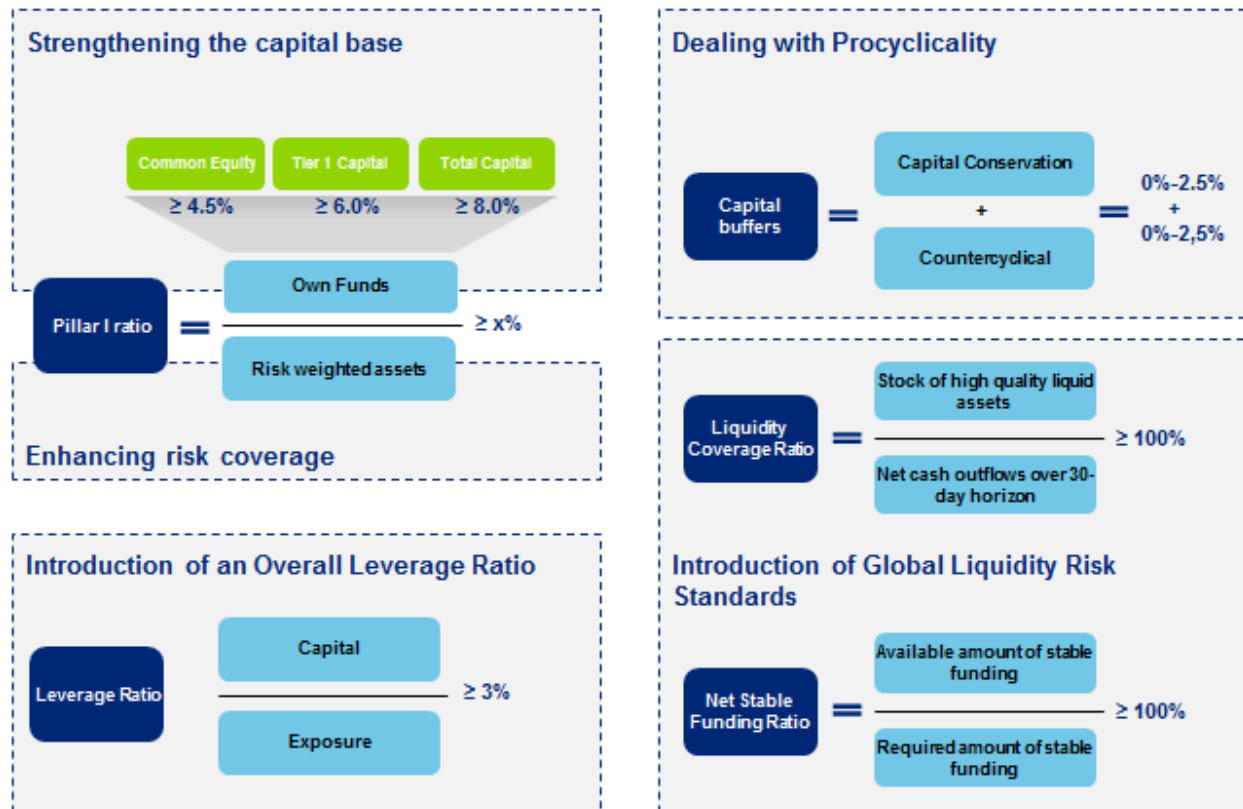 Strengthening the capital base
Common Equity
Tier 1 Capital
Total Capital
≥ 4.5%
≥ 6.0%
≥ 8.0%
Own Funds
Pillar I ratio
=
≥ x%
Risk weighted assets
Enhancing risk coverage
Introduction of an Overall Leverage Ratio
Capital
Leverage Ratio
≥ 3%
Exposure
Dealing with Procyclicality
Capital Conservation
Capital
buffers
=
+
Countercyclical
=
0%-2.5%
+
0%-2,5%
Stock of high quality liquid
assets
Liquidity
Coverage Ratio
=
≥ 100%
Net cash outflows over 30-
day horizon
Introduction of Global Liquidity Risk
Standards
Available amount of stable
funding
Net Stable
Funding Ratio
=
≥ 100%
Required amount of stable
funding